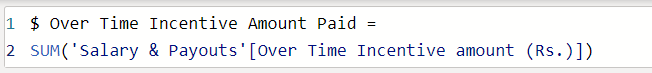 1 $ Over Time Incentive Amount Paid =
2 SUM('Salary & Payouts'[Over Time Incentive amount (Rs.)])